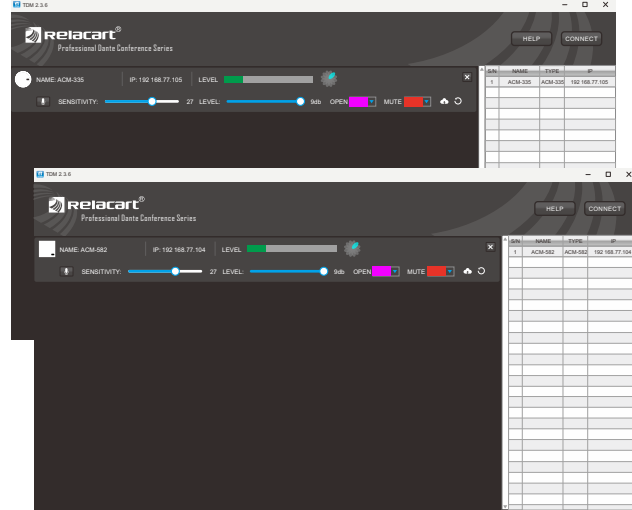 TDM 2.3.6
Relacart®
Professional Dante Conference Series
HELP CONNECT
S/N NAME TYPE IP
1 ACM-335 ACM-335 192 168.77.105
NAME: ACM-335 IP: 192 168.77.105 LEVEL
SENSITIVITY: 27 LEVEL: 9db OPEN MUTE
TDM 2 3.6
Relacart®
Professional Dante Conference Series
HELP CONNECT
S/N NAME TYPE IP
1 ACM-582 ACM-582 192 168.77.104
NAME: ACM-582 IP: 192 168.77.104 LEVEL
SENSITIVITY: 27 LEVEL: 9db OPEN MUTE